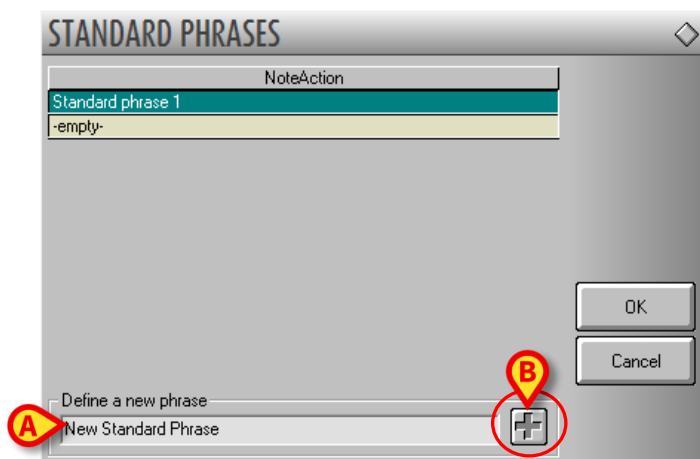 STANDARD PHRASES
NoteAction
Standard phrase 1
-empty-
OK
Cancel
B
Define a new phrase
A
New Standard Phrase